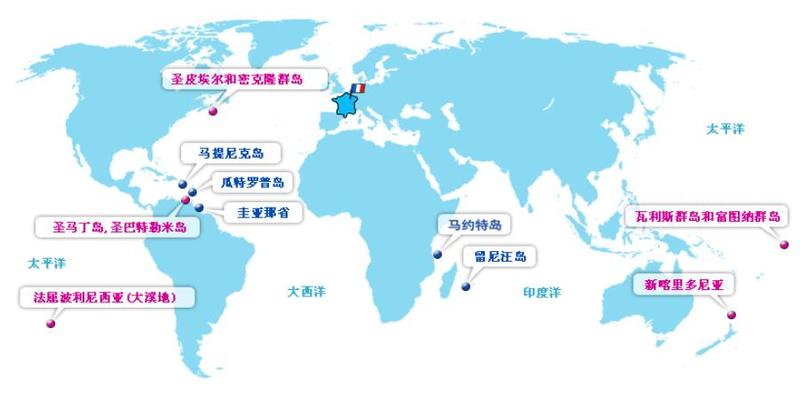 圣皮埃尔和密克隆群岛
太平洋
马提尼克岛
瓜特罗普岛
圭亚那省
圣马丁岛, 圣巴特勒米岛
马约特岛
瓦利斯群岛和富图纳群岛
留尼汪岛
太平洋
法属波利尼西亚 (大溪地)
大西洋
印度洋
新喀里多尼亚